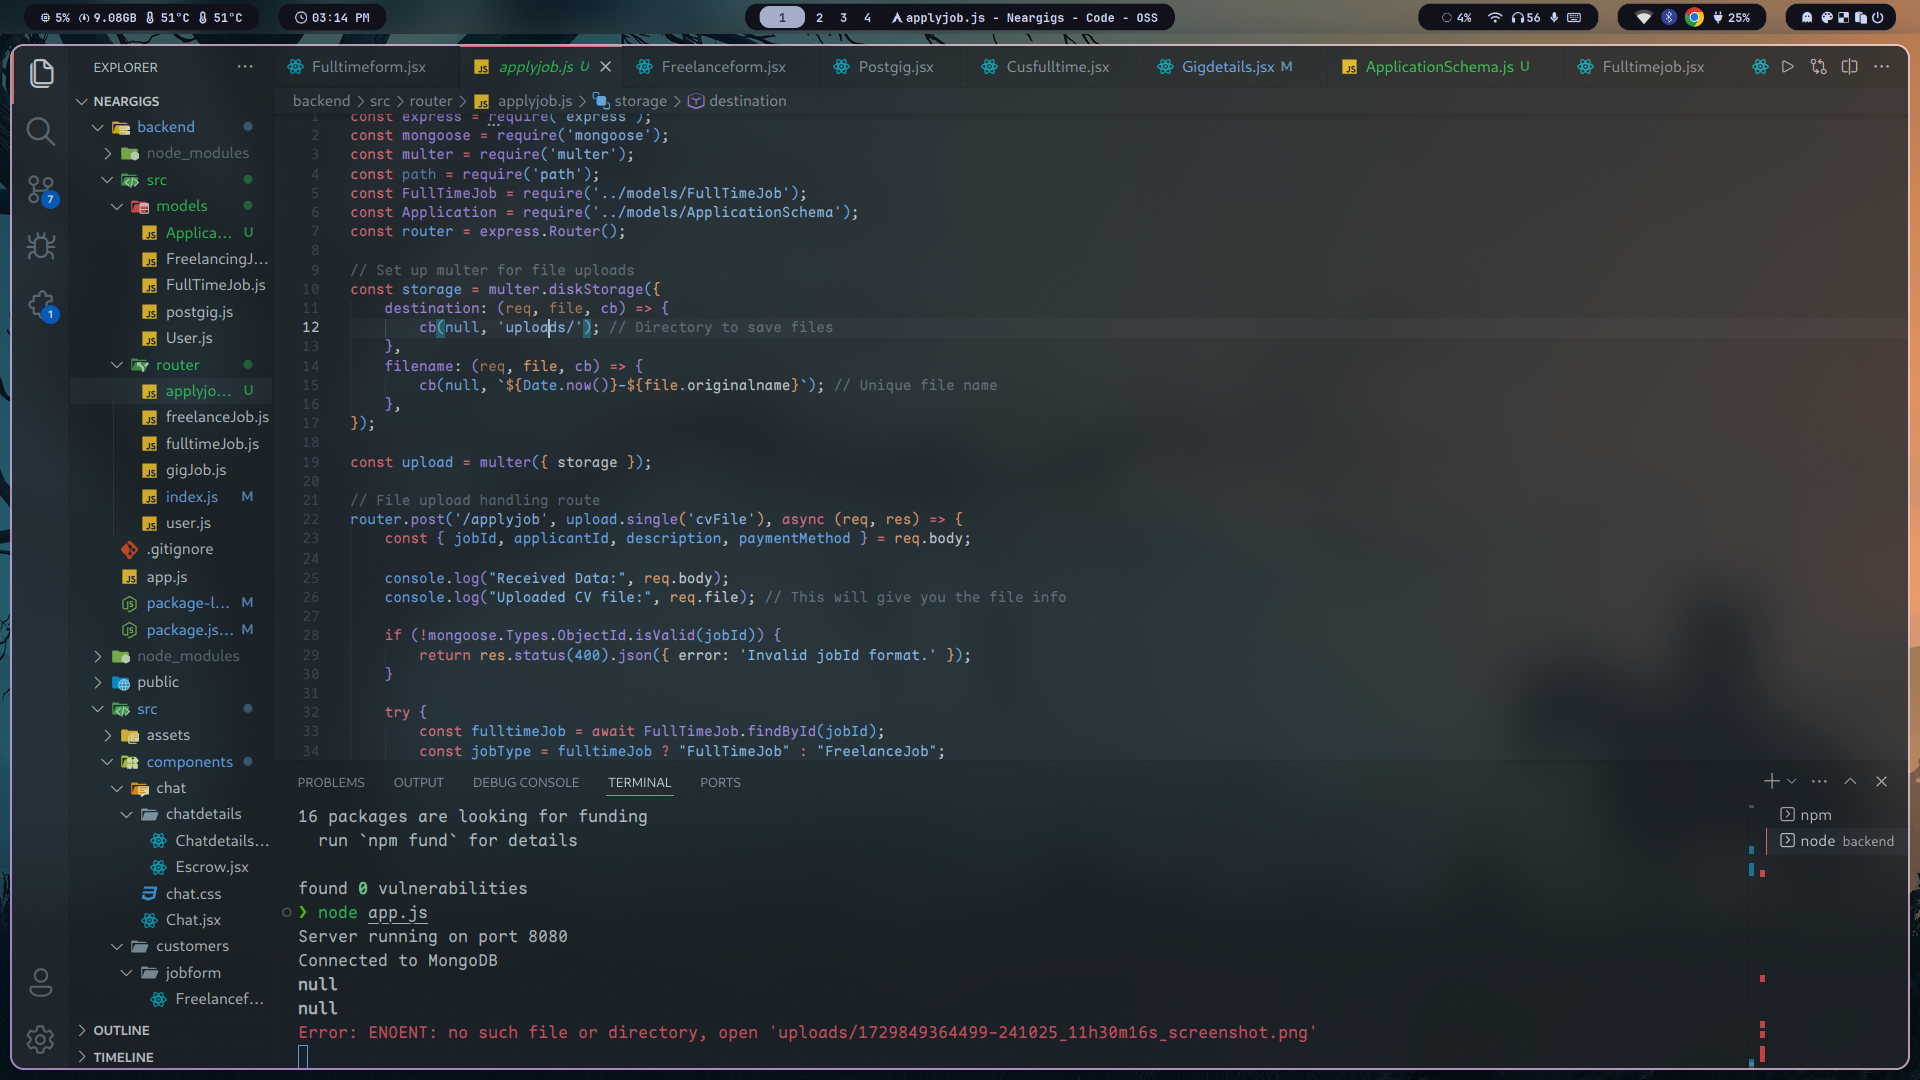 5% 9.08GB 51°C 51°C 03:14 PM 1 2 3 4 applyjob.js - Neargigs - Code - OSS 4% 56 25%
EXPLORER ···
NEARGIGS
backend
node_modules
src
models
Applica... U
FreelancingJ...
FullTimeJob.js
postgig.js
User.js
router
applyjo... U
freelanceJob.js
fulltimeJob.js
gigJob.js
index.js M
user.js
.gitignore
app.js
package-l... M
package.js... M
node_modules
public
src
assets
components
chat
chatdetails
Chatdetails...
Escrow.jsx
chat.css
Chat.jsx
customers
jobform
Freelancef...
OUTLINE
TIMELINE
7
1
Fulltimeform.jsx applyjob.js U Freelanceform.jsx Postgig.jsx Cusfulltime.jsx Gigdetails.jsx M ApplicationSchema.js U Fulltimejob.jsx
backend > src > router > applyjob.js > storage > destination
1 const express = require('express');
2 const mongoose = require('mongoose');
3 const multer = require('multer');
4 const path = require('path');
5 const FullTimeJob = require('../models/FullTimeJob');
6 const Application = require('../models/ApplicationSchema');
7 const router = express.Router();
8
9 // Set up multer for file uploads
10 const storage = multer.diskStorage({
11 destination: (req, file, cb) => {
12 cb(null, 'uploads/'); // Directory to save files
13 },
14 filename: (req, file, cb) => {
15 cb(null, `${Date.now()}-${file.originalname}`); // Unique file name
16 },
17 });
18
19 const upload = multer({ storage });
20
21 // File upload handling route
22 router.post('/applyjob', upload.single('cvFile'), async (req, res) => {
23 const { jobId, applicantId, description, paymentMethod } = req.body;
24
25 console.log("Received Data:", req.body);
26 console.log("Uploaded CV file:", req.file); // This will give you the file info
27
28 if (!mongoose.Types.ObjectId.isValid(jobId)) {
29 return res.status(400).json({ error: 'Invalid jobId format.' });
30 }
31
32 try {
33 const fulltimeJob = await FullTimeJob.findById(jobId);
34 const jobType = fulltimeJob ? "FullTimeJob" : "FreelanceJob";
PROBLEMS OUTPUT DEBUG CONSOLE TERMINAL PORTS
16 packages are looking for funding
run `npm fund` for details
found 0 vulnerabilities
❯ node app.js
Server running on port 8080
Connected to MongoDB
null
null
Error: ENOENT: no such file or directory, open 'uploads/1729849364499-241025_11h30m16s_screenshot.png'
npm
node backend